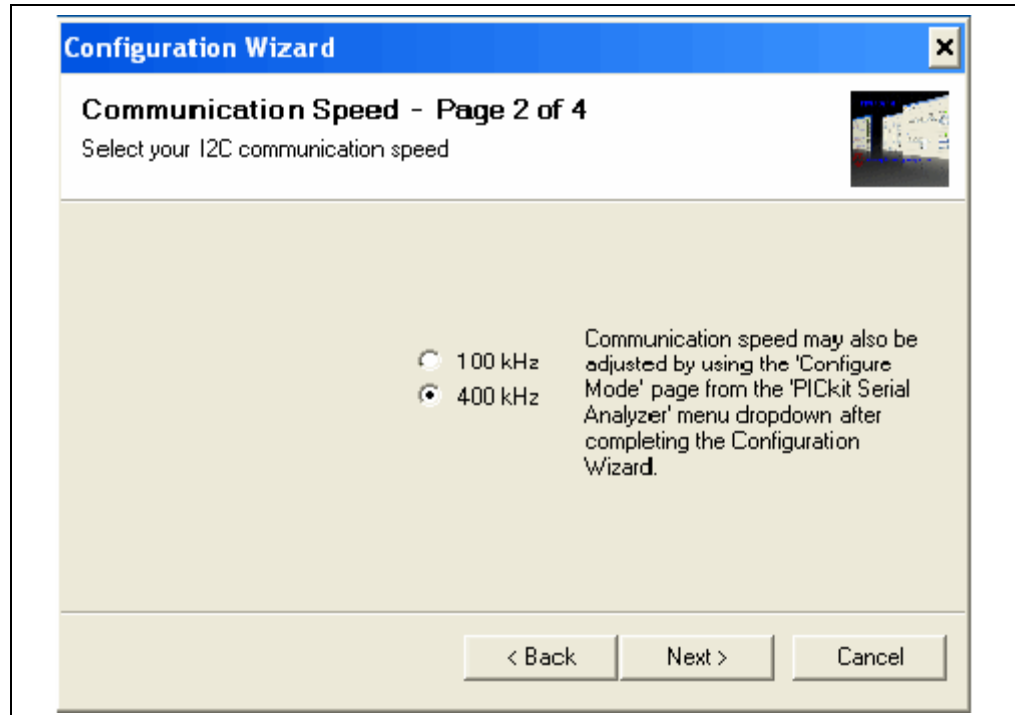 Configuration Wizard
Communication Speed - Page 2 of 4
Select your I2C communication speed
100 kHz
400 kHz
Communication speed may also be
adjusted by using the 'Configure
Mode' page from the 'PICkit Serial
Analyzer' menu dropdown after
completing the Configuration
Wizard.
< Back
Next >
Cancel